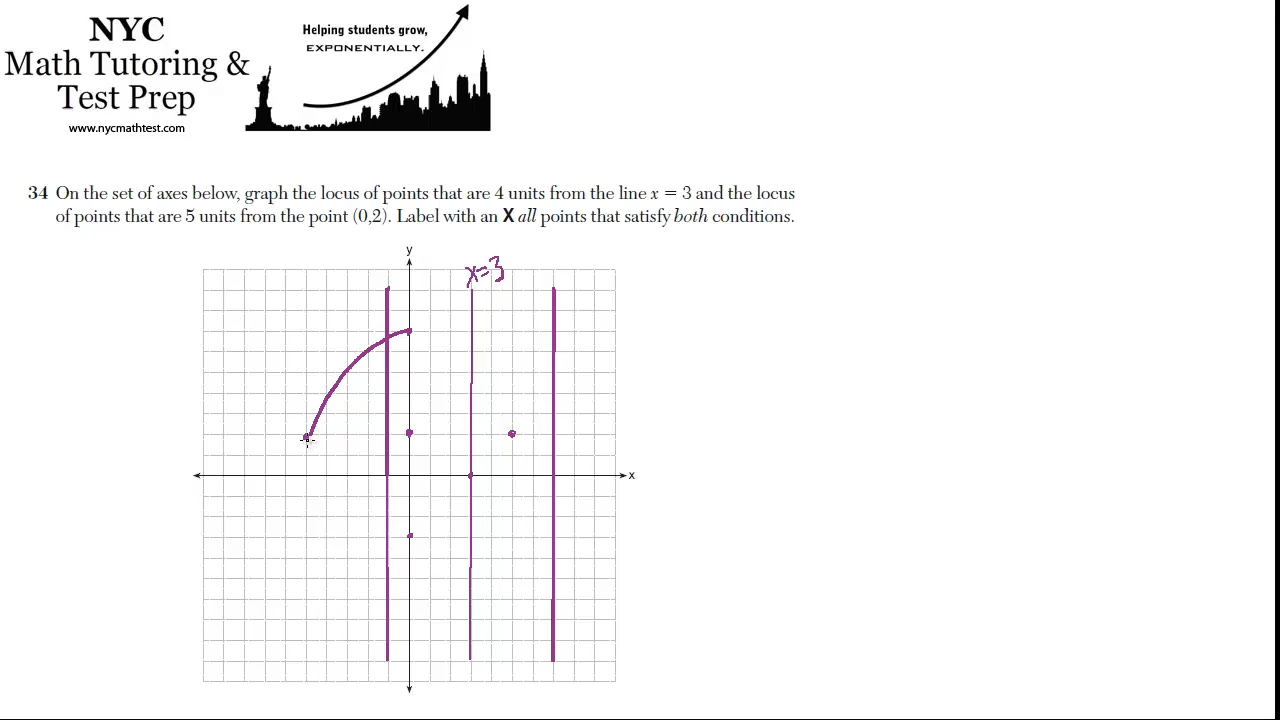 NYC
Math Tutoring &
Test Prep
www.nycmathtest.com
Helping students grow,
EXPONENTIALLY.
34 On the set of axes below, graph the locus of points that are 4 units from the line x = 3 and the locus
of points that are 5 units from the point (0,2). Label with an X all points that satisfy both conditions.
y
x=3
x